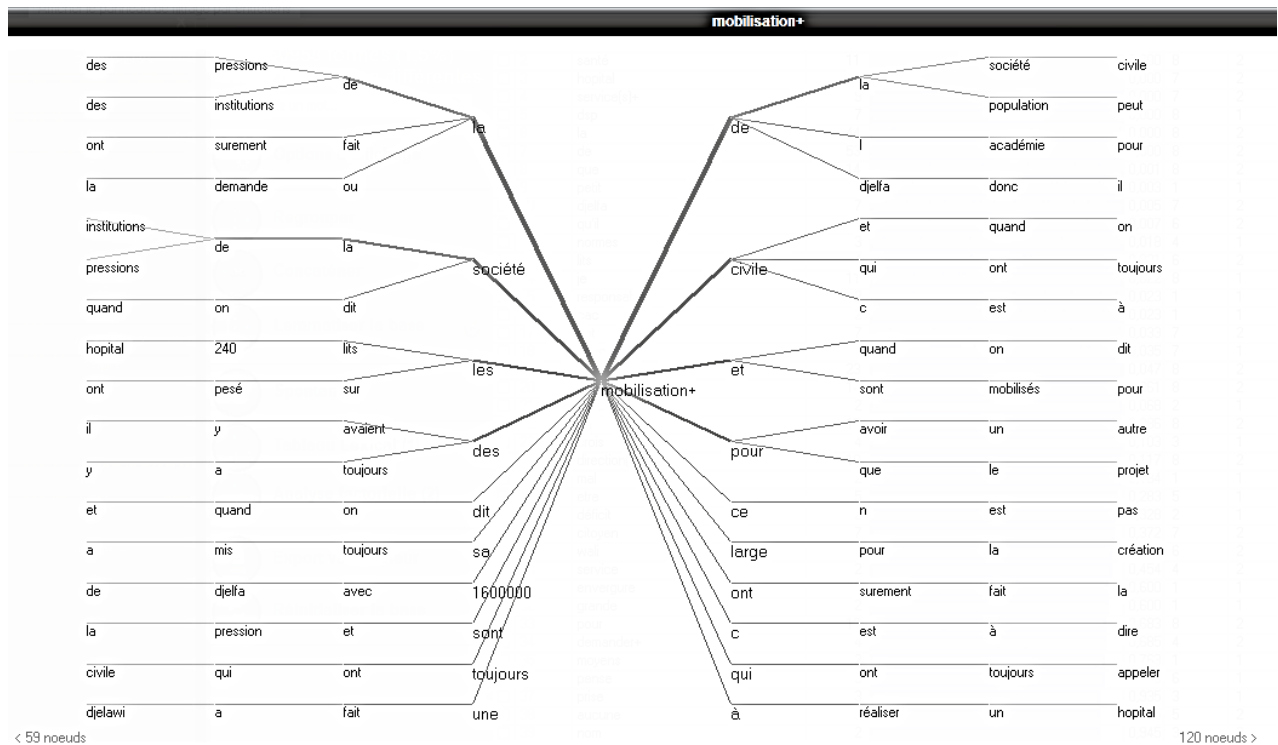 mobilisation+
des pressions de la de la société civile
des institutions population peut
ont surement fait l académie pour
la demande ou djelfa donc il
institutions de la société civile et quand on
pressions qui ont toujours
quand on dit c est à
hopital 240 lits les et quand on dit
mobilisation+
ont pesé sur sont mobilisés pour
il y avaient des pour avoir un autre
y a toujours que le projet
et quand on dit ce n est pas
a mis toujours sa large pour la création
de djelfa avec 1600000 ont surement fait la
la pression et sont c est à dire
civile qui ont toujours qui ont toujours appeler
djelawi a fait une à réaliser un hopital
< 59 noeuds 120 noeuds >